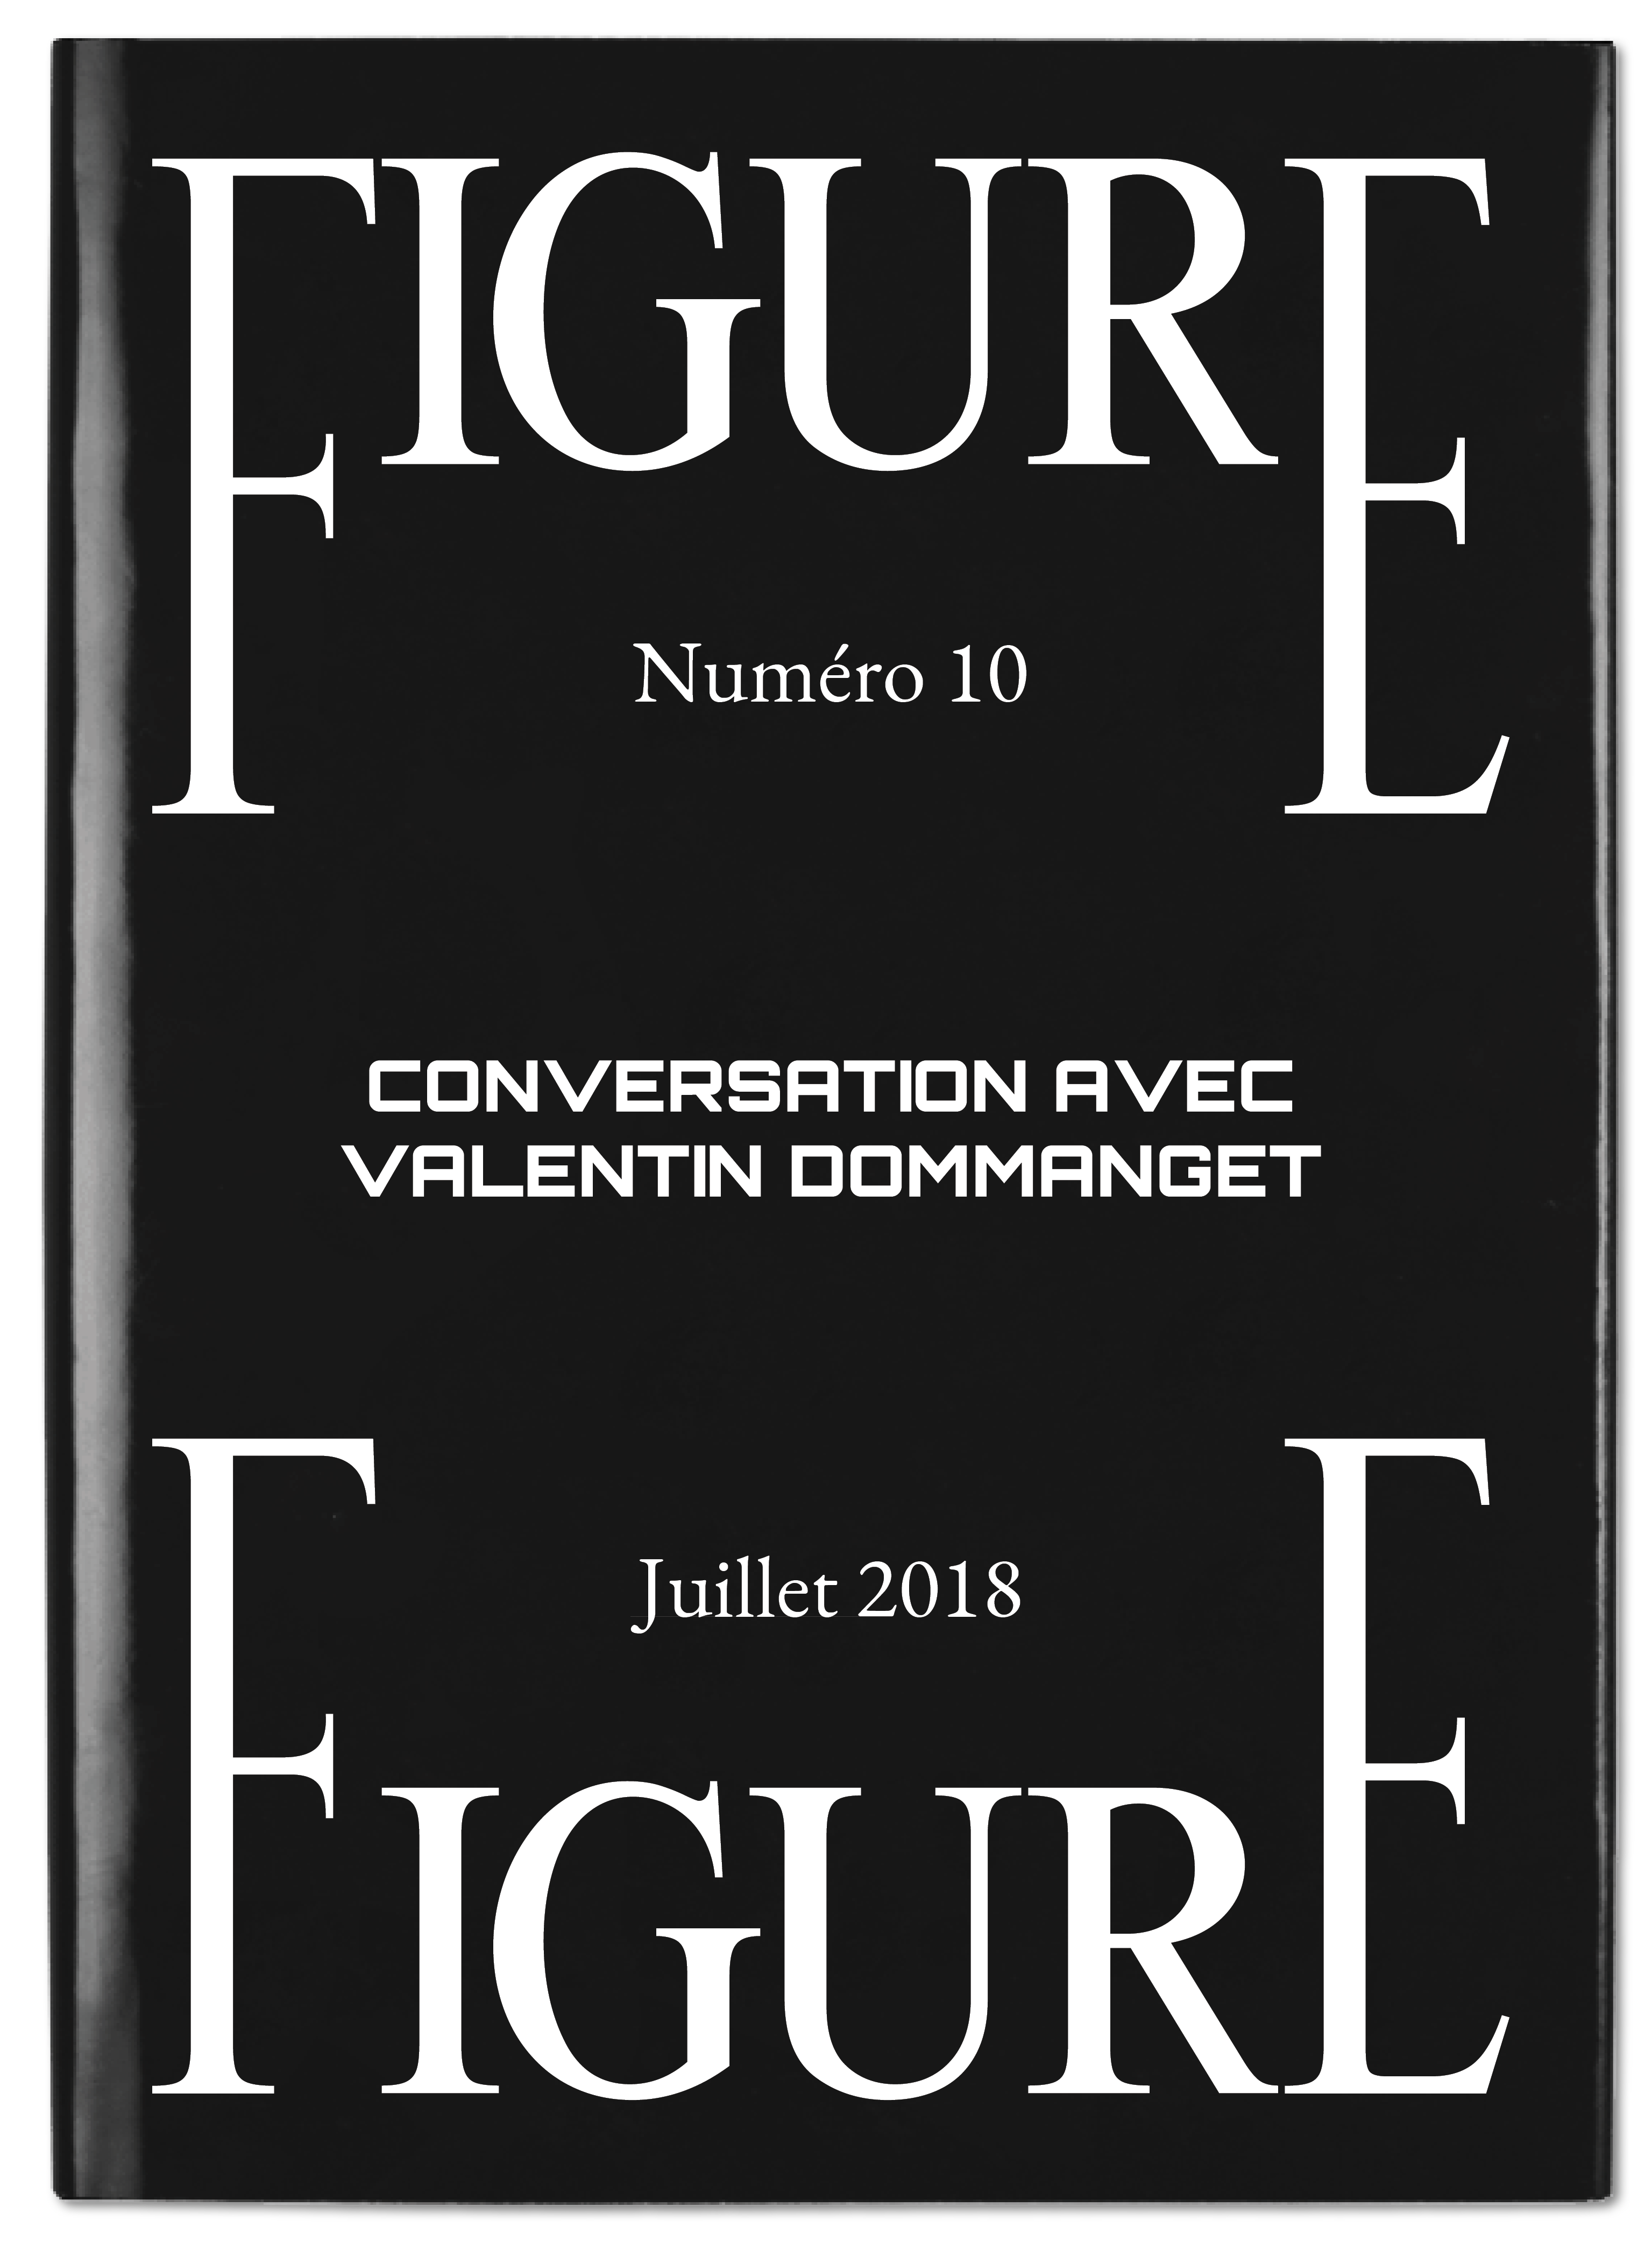 FIGURE
Numéro 10
CONVERSATION AVEC
VALENTIN DOMMANGET
Juillet 2018
FIGURE